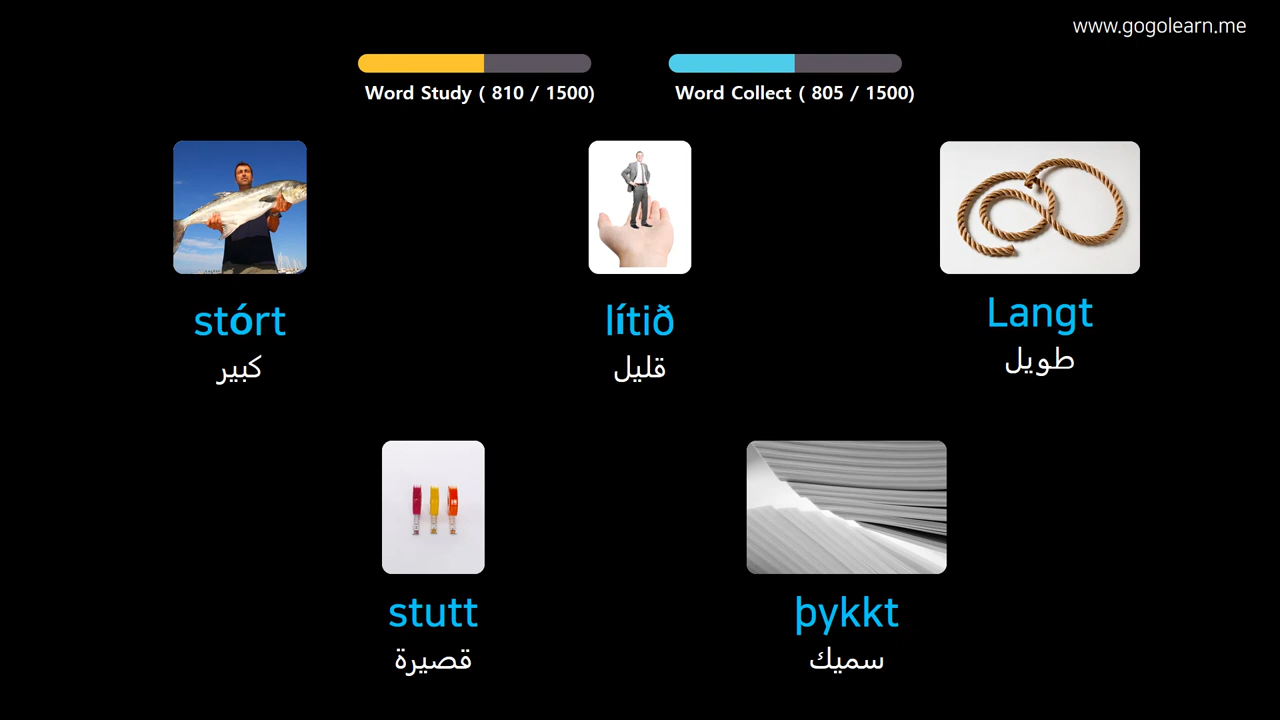 www.gogolearn.me
Word Study ( 810 / 1500)
Word Collect ( 805 / 1500)
stórt
كبير
lítið
قليل
Langt
طويل
stutt
قصيرة
þykkt
سميك